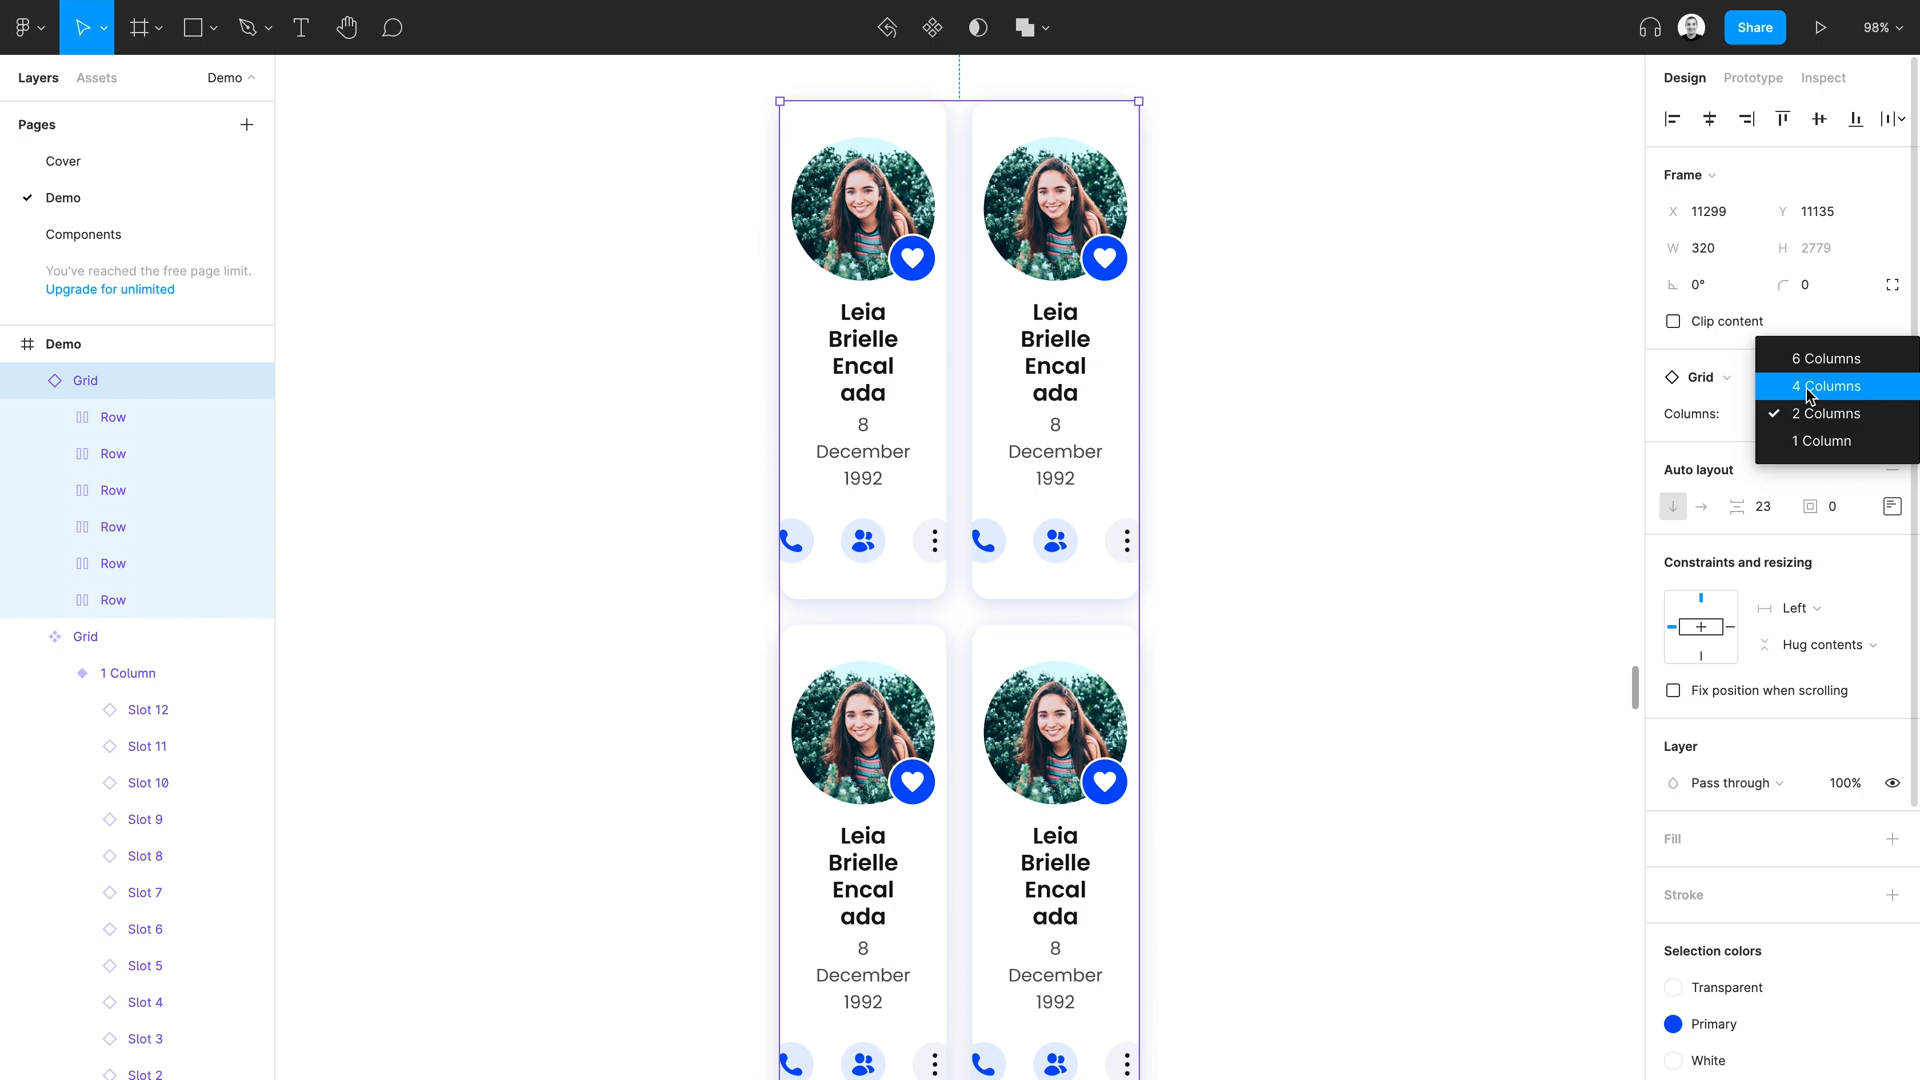 Share
98%
Layers
Assets
Demo
Pages
Cover
Demo
Components
You've reached the free page limit.
Upgrade for unlimited
Demo
Grid
Row
Row
Row
Row
Row
Row
Grid
1 Column
Slot 12
Slot 11
Slot 10
Slot 9
Slot 8
Slot 7
Slot 6
Slot 5
Slot 4
Slot 3
Slot 2
Leia
Brielle
Encal
ada
8
December
1992
Leia
Brielle
Encal
ada
8
December
1992
Leia
Brielle
Encal
ada
8
December
1992
Leia
Brielle
Encal
ada
8
December
1992
Design
Prototype
Inspect
Frame
X 11299
Y 11135
W 320
H 2779
0°
0
Clip content
Grid
Columns:
6 Columns
4 Columns
2 Columns
1 Column
Auto layout
23
0
Constraints and resizing
Left
Hug contents
Fix position when scrolling
Layer
Pass through
100%
Fill
Stroke
Selection colors
Transparent
Primary
White